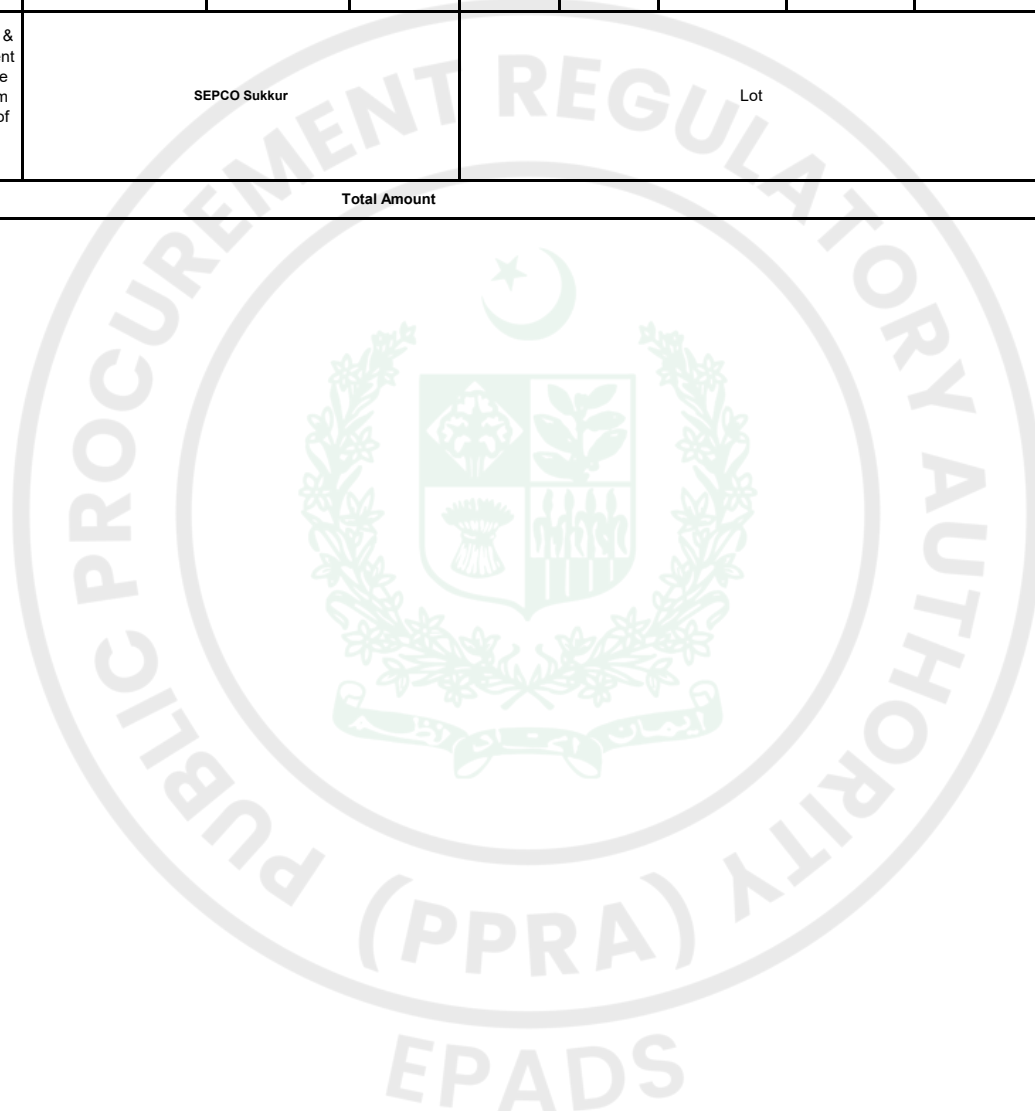 &
nt
e
m
of
SEPCO Sukkur
Lot
Total Amount
PUBLIC PROCUREMENT REGULATORY AUTHORITY
(PPRA)
EPADS